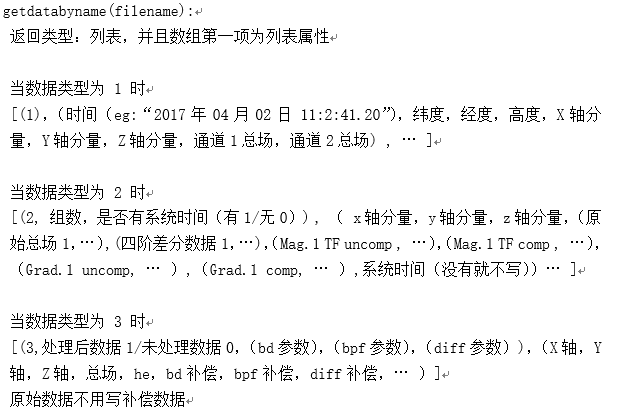 getdatabyname(filename):
返回类型：列表，并且数组第一项为列表属性
当数据类型为 1 时
[(1)，（时间（eg:“2017 年 04 月 02 日 11:2:41.20”），纬度，经度，高度，X 轴分
量，Y 轴分量，Z 轴分量，通道 1 总场，通道 2 总场），… ]
当数据类型为 2 时
[(2, 组数，是否有系统时间（有 1/无 0））, （ x 轴分量，y 轴分量，z 轴分量，（原
始总场 1，…），(四阶差分数据 1，…），（Mag.1 TF uncomp , …），（Mag.1 TF comp , …），
（Grad.1 uncomp, … ）,（Grad.1 comp, … ）,系统时间（没有就不写））… ]
当数据类型为 3 时
[(3,处理后数据 1/未处理数据 0，（bd 参数），（bpf 参数），（diff 参数）），（X 轴，Y
轴，Z 轴，总场，he，bd 补偿，bpf 补偿，diff 补偿，… ）]
原始数据不用写补偿数据